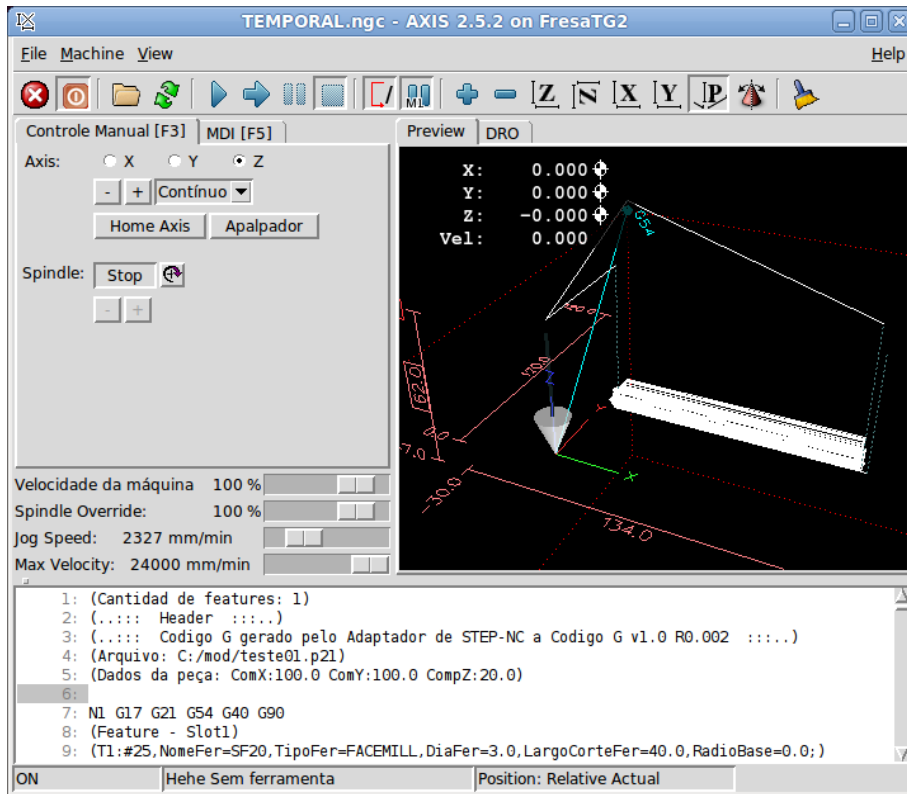 TEMPORAL.ngc - AXIS 2.5.2 on FresaTG2
File Machine View Help
M1 Z N X Y P
Controle Manual [F3] MDI [F5]
Preview DRO
Axis: X Y Z
- + Contínuo
Home Axis Apalpador
Spindle: Stop
- +
X: 0.000
Y: 0.000
Z: -0.000
Vel: 0.000
G54
62.0
0.0
-30.0
134.0
Z
Y
X
Velocidade da máquina 100 %
Spindle Override: 100 %
Jog Speed: 2327 mm/min
Max Velocity: 24000 mm/min
1: (Cantidad de features: 1)
2: (..::: Header :::..)
3: (..::: Codigo G gerado pelo Adaptador de STEP-NC a Codigo G v1.0 R0.002 :::..)
4: (Arquivo: C:/mod/teste01.p21)
5: (Dados da peça: ComX:100.0 ComY:100.0 CompZ:20.0)
6:
7: N1 G17 G21 G54 G40 G90
8: (Feature - Slot1)
9: (T1:#25,NomeFer=SF20,TipoFer=FACEMILL,DiaFer=3.0,LargoCorteFer=40.0,RadioBase=0.0;)
ON Hehe Sem ferramenta Position: Relative Actual